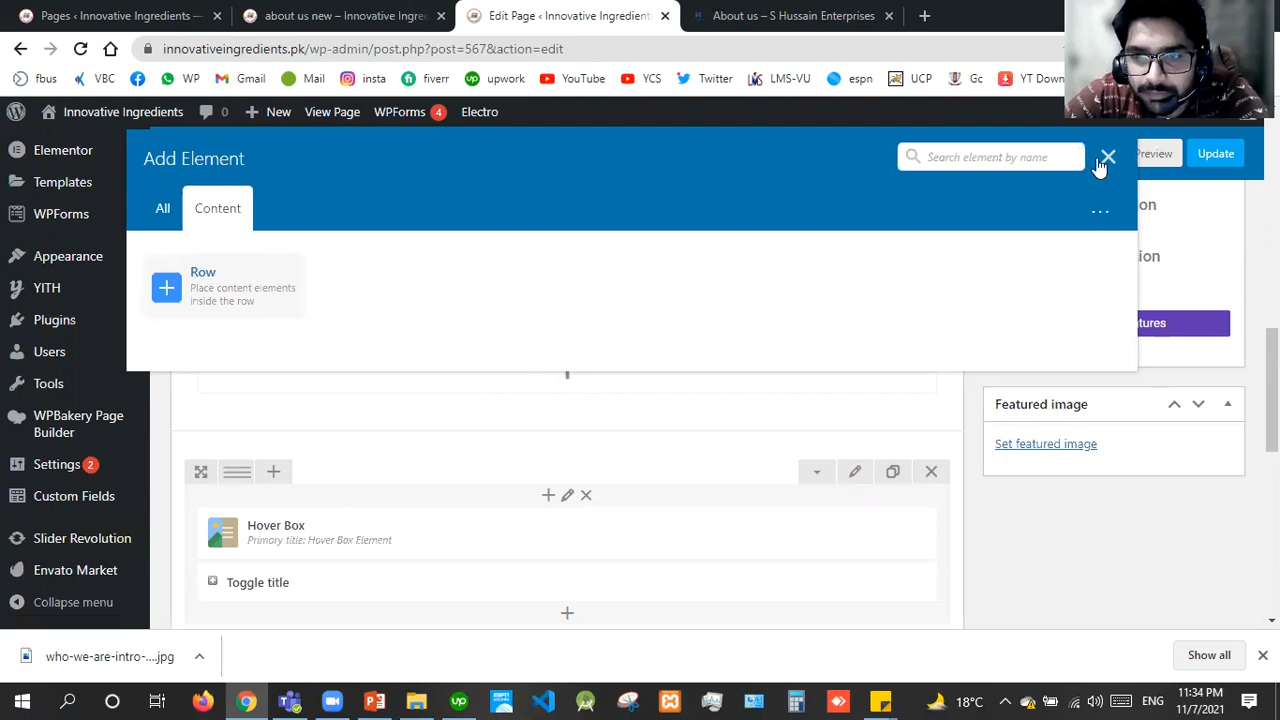 Pages ‹ Innovative Ingredients —
about us new – Innovative Ingred
Edit Page ‹ Innovative Ingredients
About us – S Hussain Enterprises
innovativeingredients.pk/wp-admin/post.php?post=567&action=edit
fbus
VBC
WP
Gmail
Mail
insta
fiverr
upwork
YouTube
YCS
Twitter
LMS-VU
espn
UCP
Gc
YT Down
Innovative Ingredients
0
New
View Page
WPForms 4
Electro
Elementor
Templates
WPForms
Appearance
YITH
Plugins
Users
Tools
WPBakery Page
Builder
Settings 2
Custom Fields
Slider Revolution
Envato Market
Collapse menu
Add Element
Search element by name
Preview
Update
All
Content
...
Row
Place content elements
inside the row
Featured image
Set featured image
Hover Box
Primary title: Hover Box Element
Toggle title
who-we-are-intro-....jpg
Show all
18°C
ENG
11:34 PM
11/7/2021